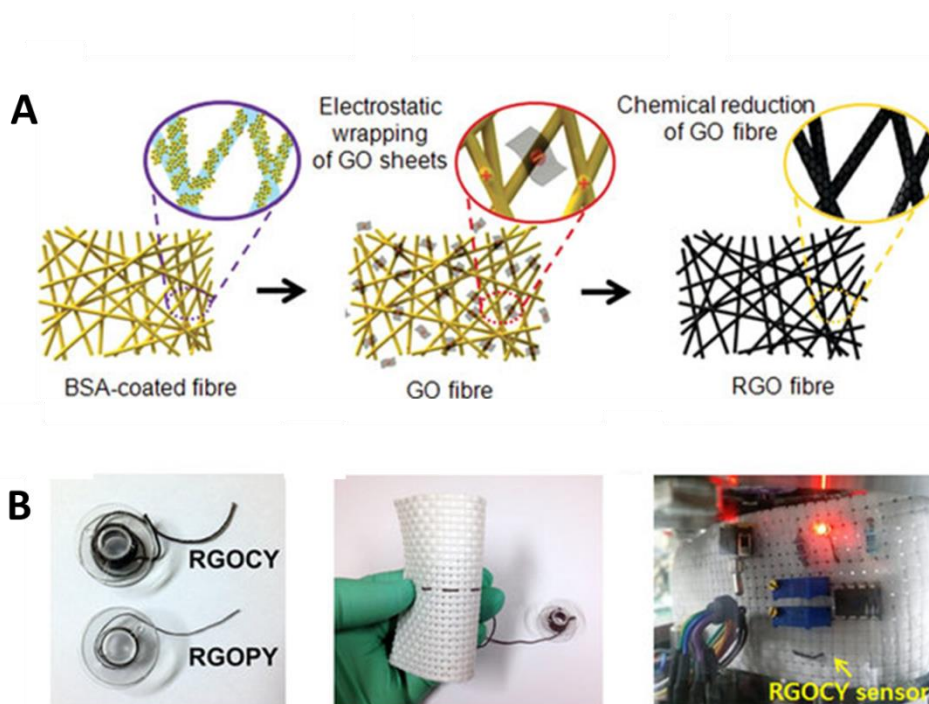 A
Electrostatic
wrapping
of GO sheets
Chemical reduction
of GO fibre
BSA-coated fibre
GO fibre
RGO fibre
B
RGOCY
RGOPY
RGOCY sensor